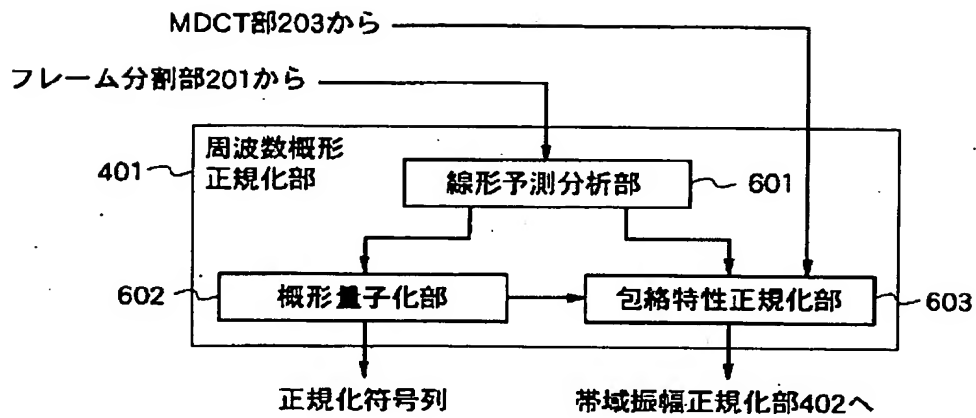 MDCT部203から
フレーム分割部201から
周波数概形
正規化部
401
線形予測分析部
601
602
概形量子化部
包絡特性正規化部
603
正規化符号列
帯域振幅正規化部402へ